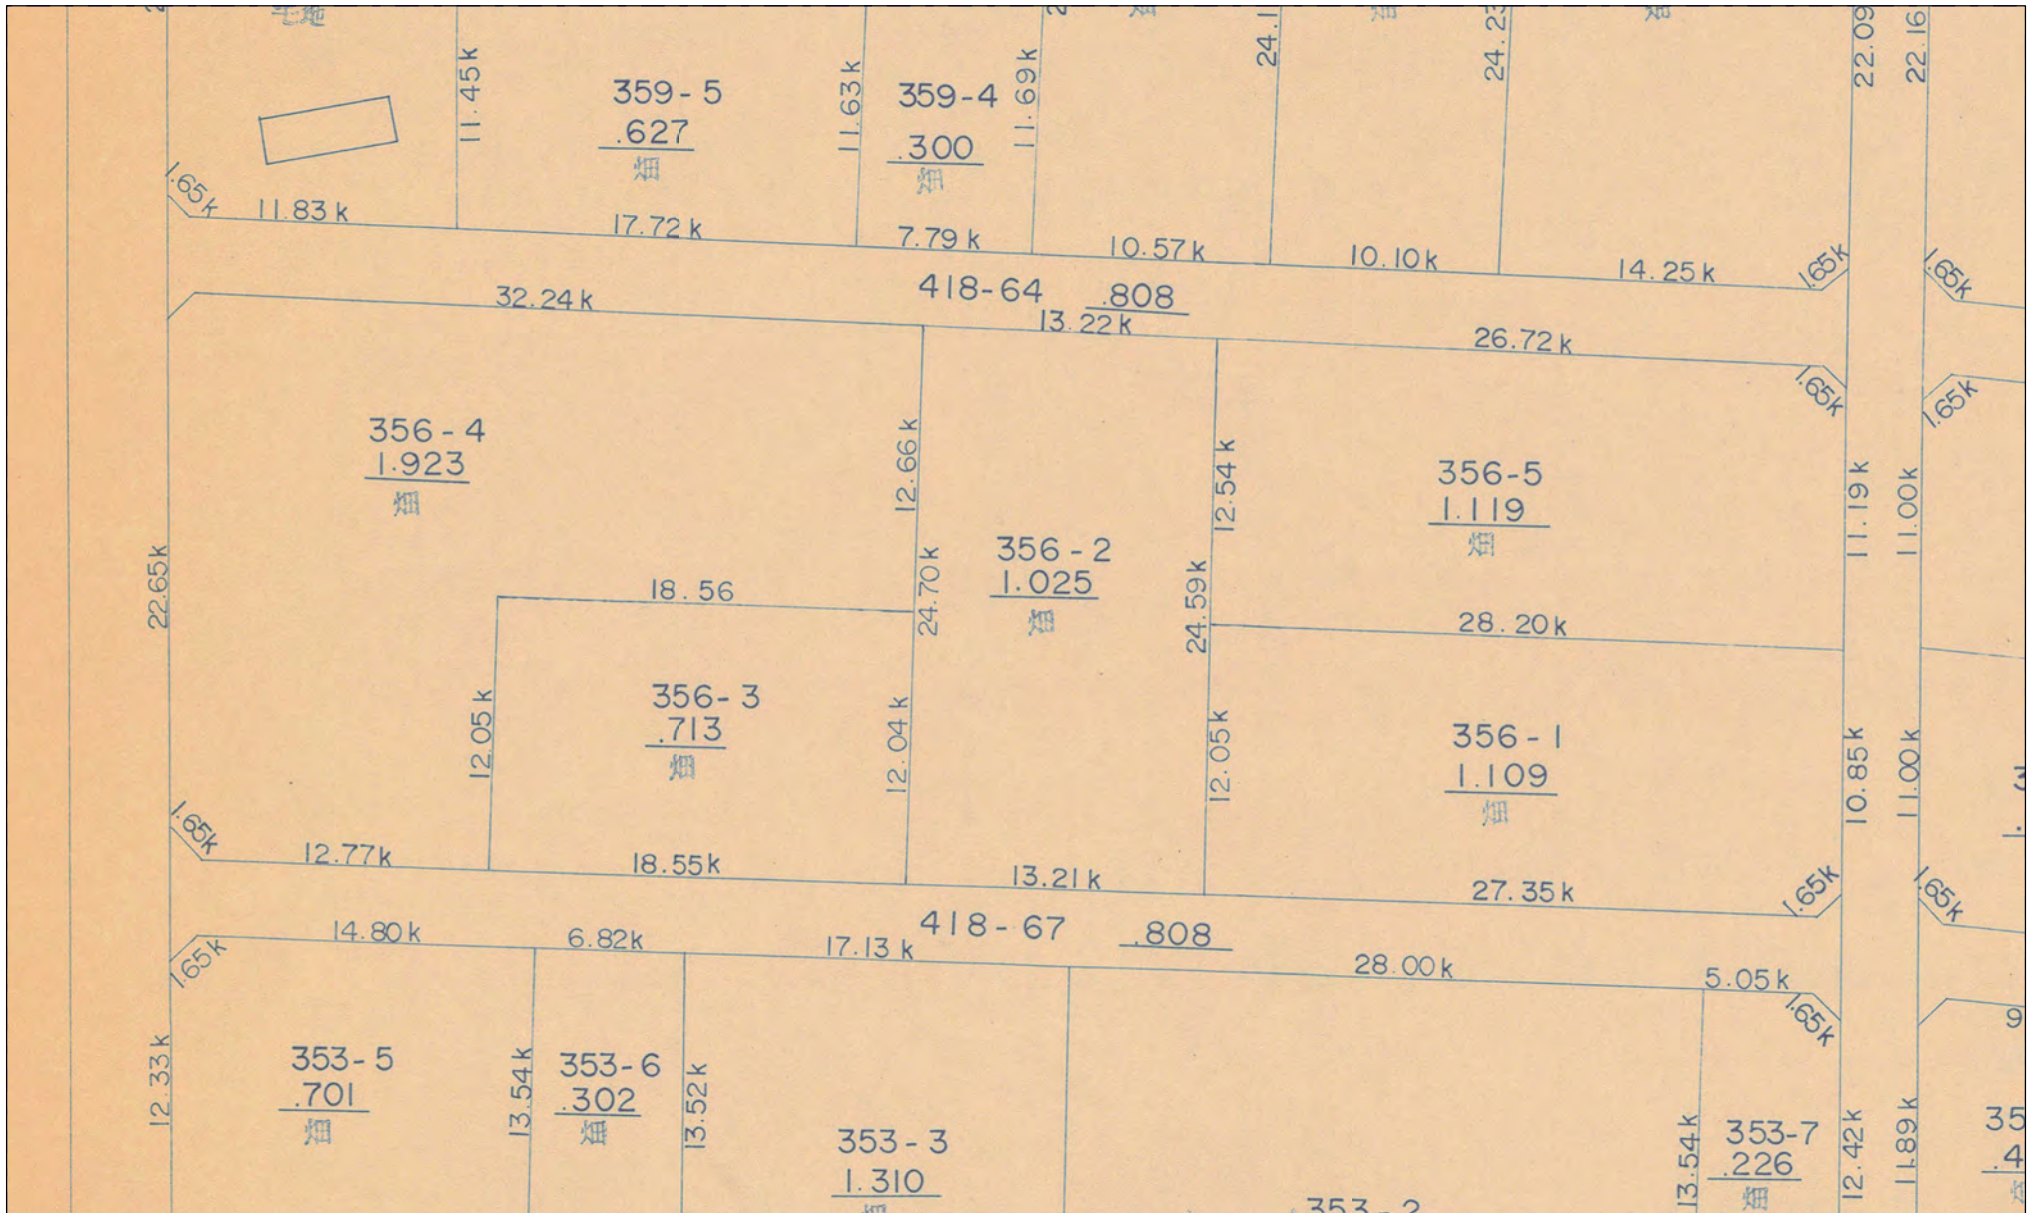 22.09
22.16
24.1
24.23
11.45k
359-5
.627
畑
11.63k
359-4
.300
畑
11.69k
1.65k
11.83k
17.72k
7.79k
10.57k
10.10k
14.25k
1.65k
1.65k
32.24k
418-64 .808
13.22k
26.72k
1.65k
1.65k
356-4
1.923
畑
12.66k
12.54k
356-5
1.119
畑
11.19k
11.00k
22.65k
18.56
24.70k
356-2
1.025
畑
24.59k
28.20k
12.05k
356-3
.713
畑
12.04k
12.05k
356-1
1.109
畑
10.85k
11.00k
1.65k
12.77k
18.55k
13.21k
27.35k
1.65k
1.65k
1.65k
14.80k
6.82k
17.13k
418-67 .808
28.00k
5.05k
1.65k
12.33k
353-5
.701
畑
13.54k
353-6
.302
畑
13.52k
353-3
1.310
353-2
13.54k
353-7
.226
畑
12.42k
11.89k
9
35
.4